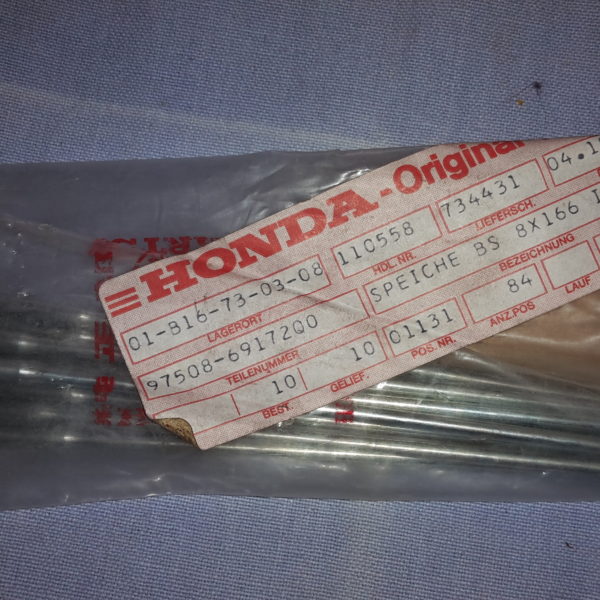 HONDA-Original
01-B16-73-03-08 110558 734431 04.1
LAGERORT HDL. NR. LIEFERSCH.
97508-6917200 SPEICHE BS 8X166 I
TEILENUMMER BEZEICHNUNG
10 10 01131 84
BEST. GELIEF. POS. NR. ANZ.POS LAUF